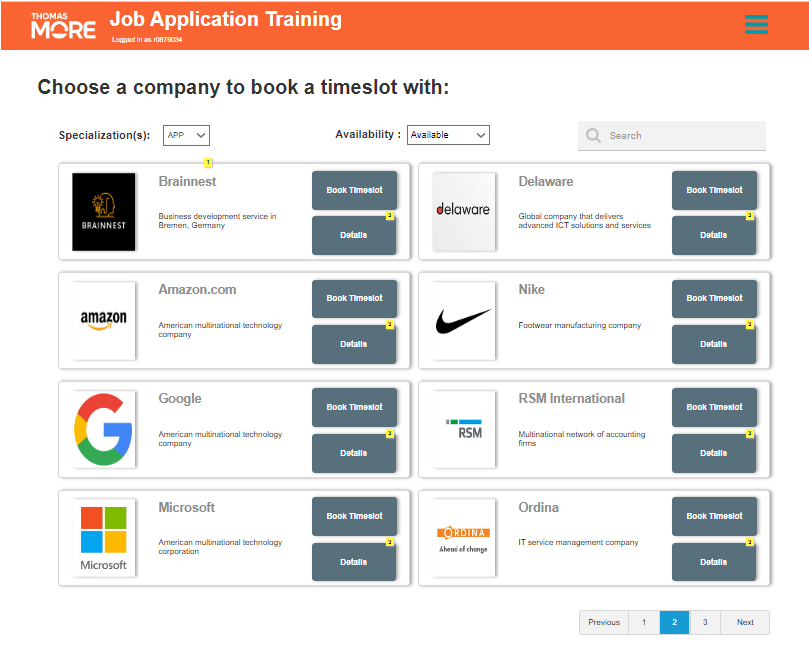 THOMAS
MORE
Job Application Training
Logged in as r0879034
Choose a company to book a timeslot with:
Specialization(s):
APP
Availability :
Available
Search
1
BRAINNEST
Brainnest
Business development service in
Bremen, Germany
Book Timeslot
3
Details
delaware
Delaware
Global company that delivers
advanced ICT solutions and services
Book Timeslot
3
Details
amazon
Amazon.com
American multinational technology
company
Book Timeslot
3
Details
Nike
Footwear manufacturing company
Book Timeslot
3
Details
Google
American multinational technology
company
Book Timeslot
3
Details
RSM
RSM International
Multinational network of accounting
firms
Book Timeslot
3
Details
Microsoft
Microsoft
American multinational technology
corporation
Book Timeslot
3
Details
ORDINA
Ahead of change
Ordina
IT service management company
Book Timeslot
3
Details
Previous
1
2
3
Next